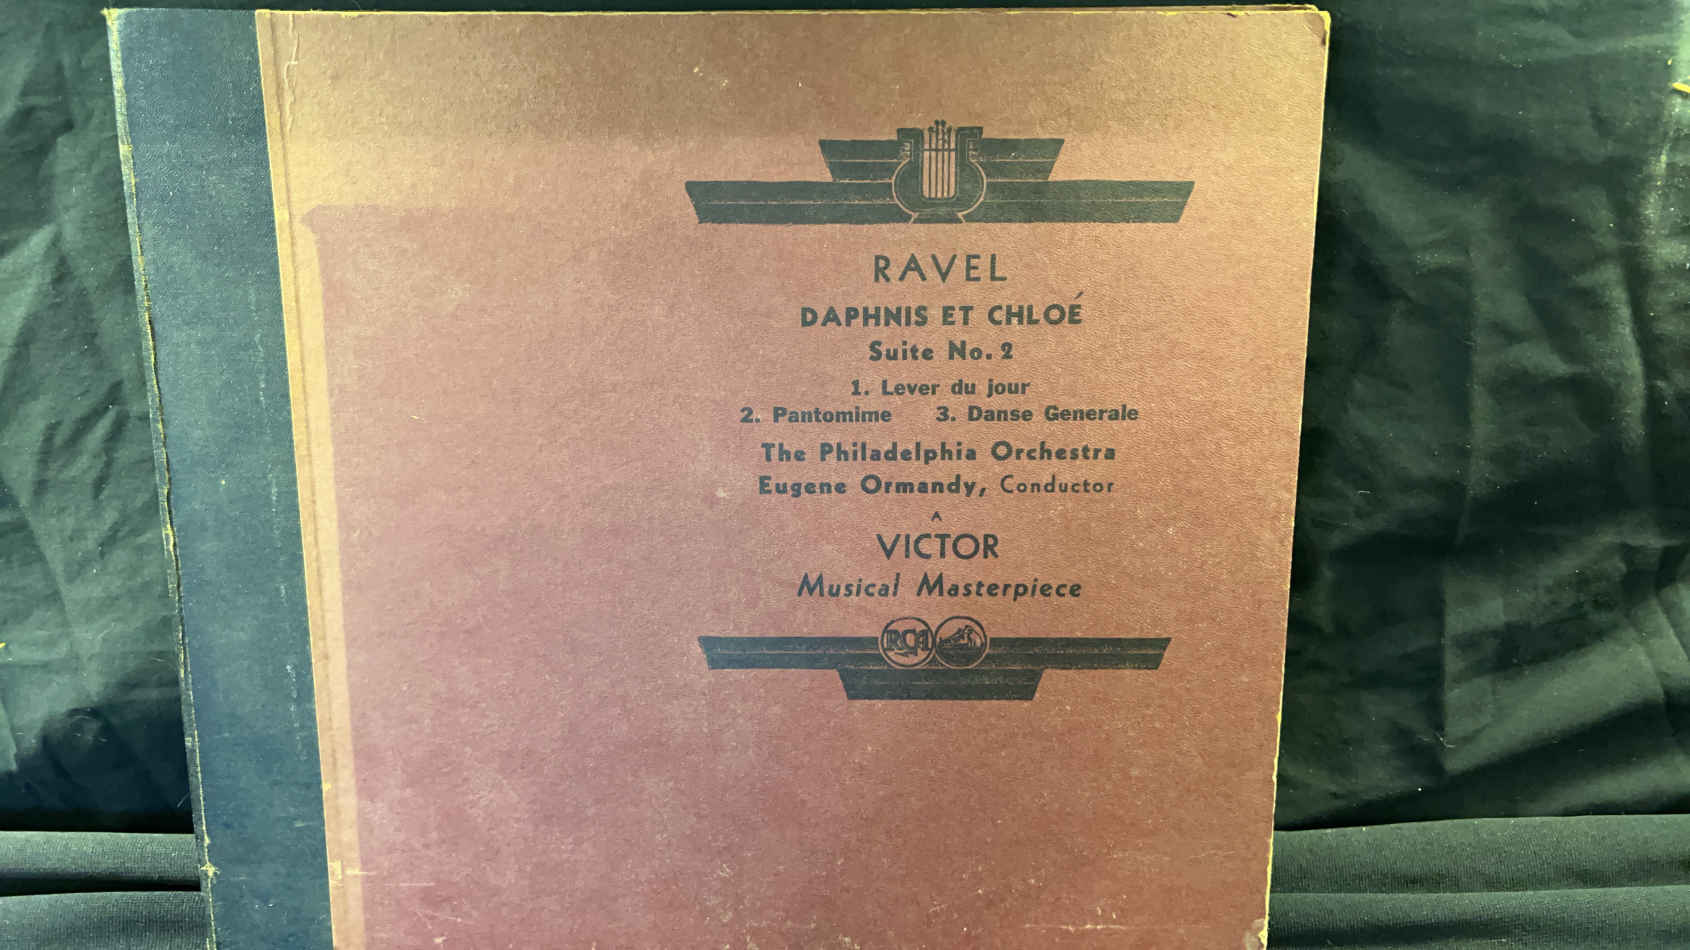 RAVEL
DAPHNIS ET CHLOÉ
Suite No. 2
1. Lever du jour
2. Pantomime 3. Danse Generale
The Philadelphia Orchestra
Eugene Ormandy, Conductor
A
VICTOR
Musical Masterpiece
RCA